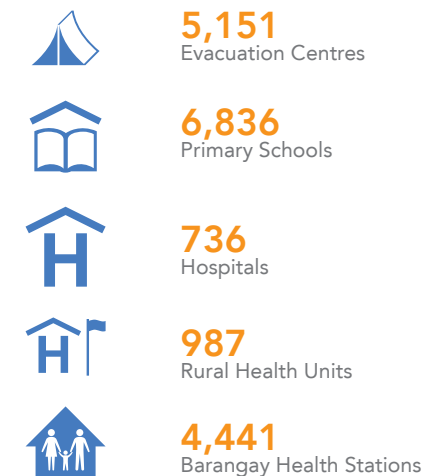 5,151
Evacuation Centres
6,836
Primary Schools
H
736
Hospitals
H
987
Rural Health Units
4,441
Barangay Health Stations